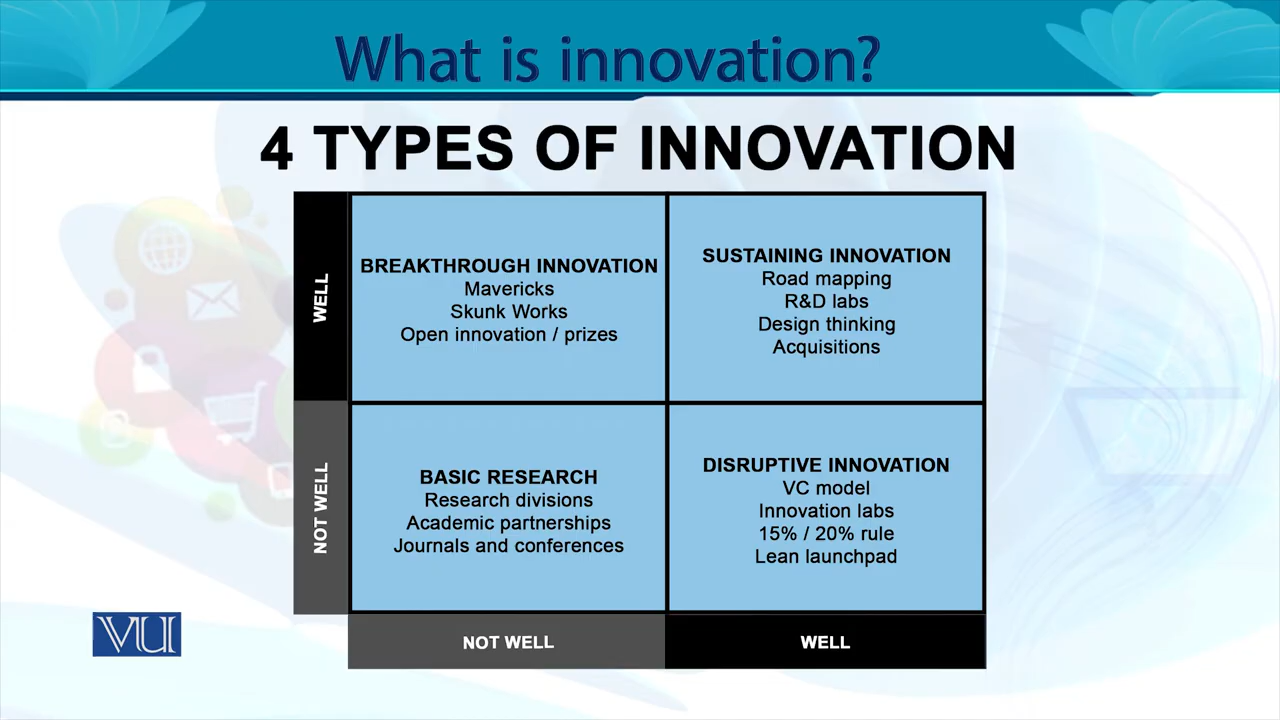 What is innovation?
4 TYPES OF INNOVATION
WELL
BREAKTHROUGH INNOVATION
Mavericks
Skunk Works
Open innovation / prizes
SUSTAINING INNOVATION
Road mapping
R&D labs
Design thinking
Acquisitions
NOT WELL
BASIC RESEARCH
Research divisions
Academic partnerships
Journals and conferences
DISRUPTIVE INNOVATION
VC model
Innovation labs
15% / 20% rule
Lean launchpad
NOT WELL
WELL
VU